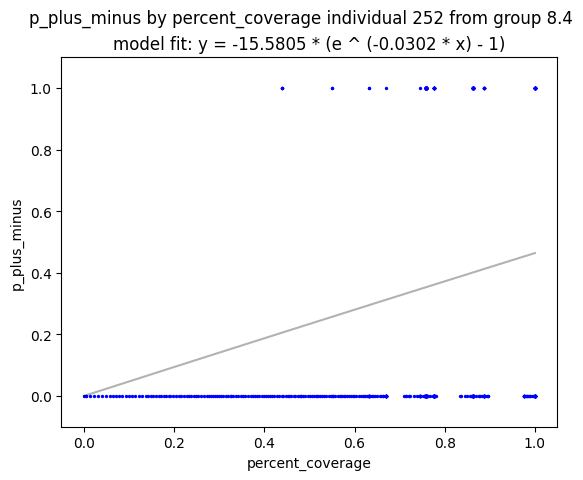 p_plus_minus by percent_coverage individual 252 from group 8.4
model fit: y = -15.5805 * (e ^ (-0.0302 * x) - 1)
1.0
0.8
0.6
0.4
0.2
0.0
p_plus_minus
0.0 0.2 0.4 0.6 0.8 1.0
percent_coverage